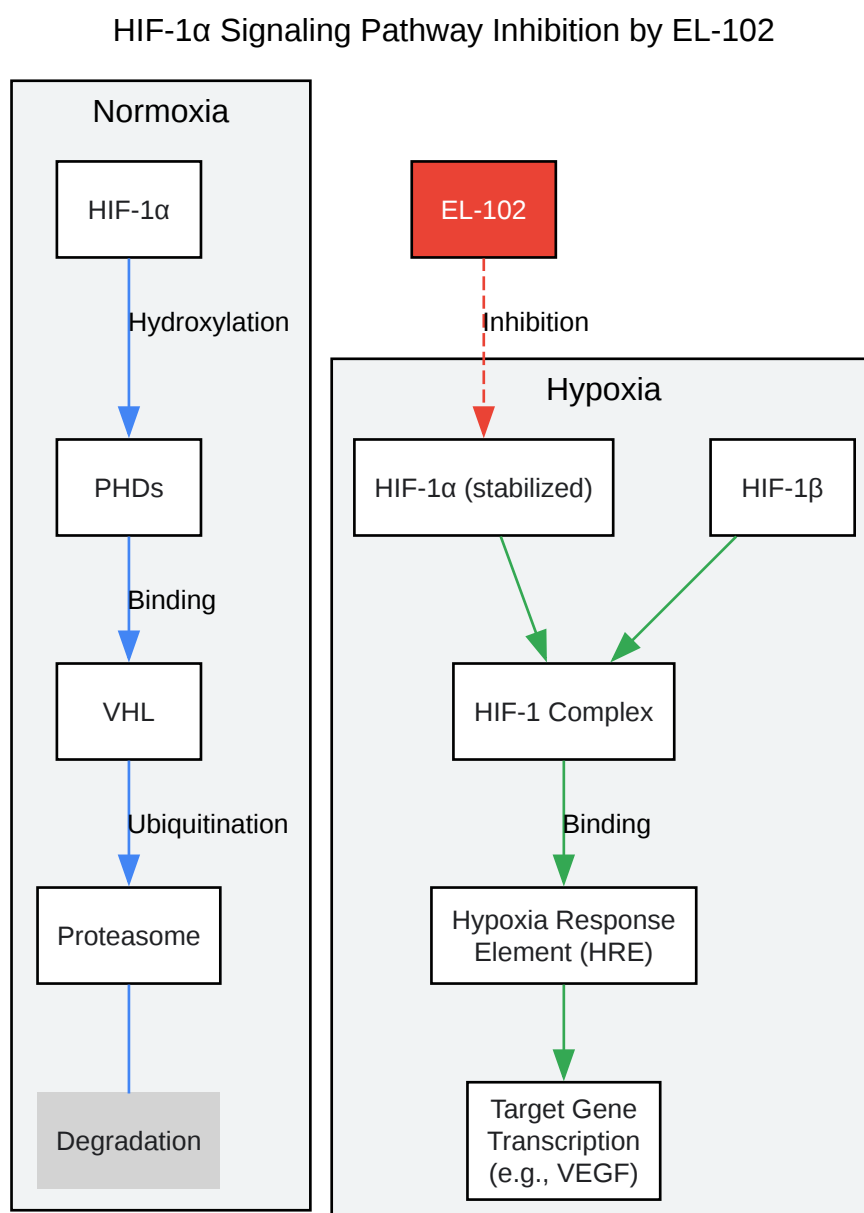 HIF-1α Signaling Pathway Inhibition by EL-102
Normoxia
HIF-1α
Hydroxylation
PHDs
Binding
VHL
Ubiquitination
Proteasome
Degradation
EL-102
Inhibition
Hypoxia
HIF-1α (stabilized)
HIF-1β
HIF-1 Complex
Binding
Hypoxia Response
Element (HRE)
Target Gene
Transcription
(e.g., VEGF)